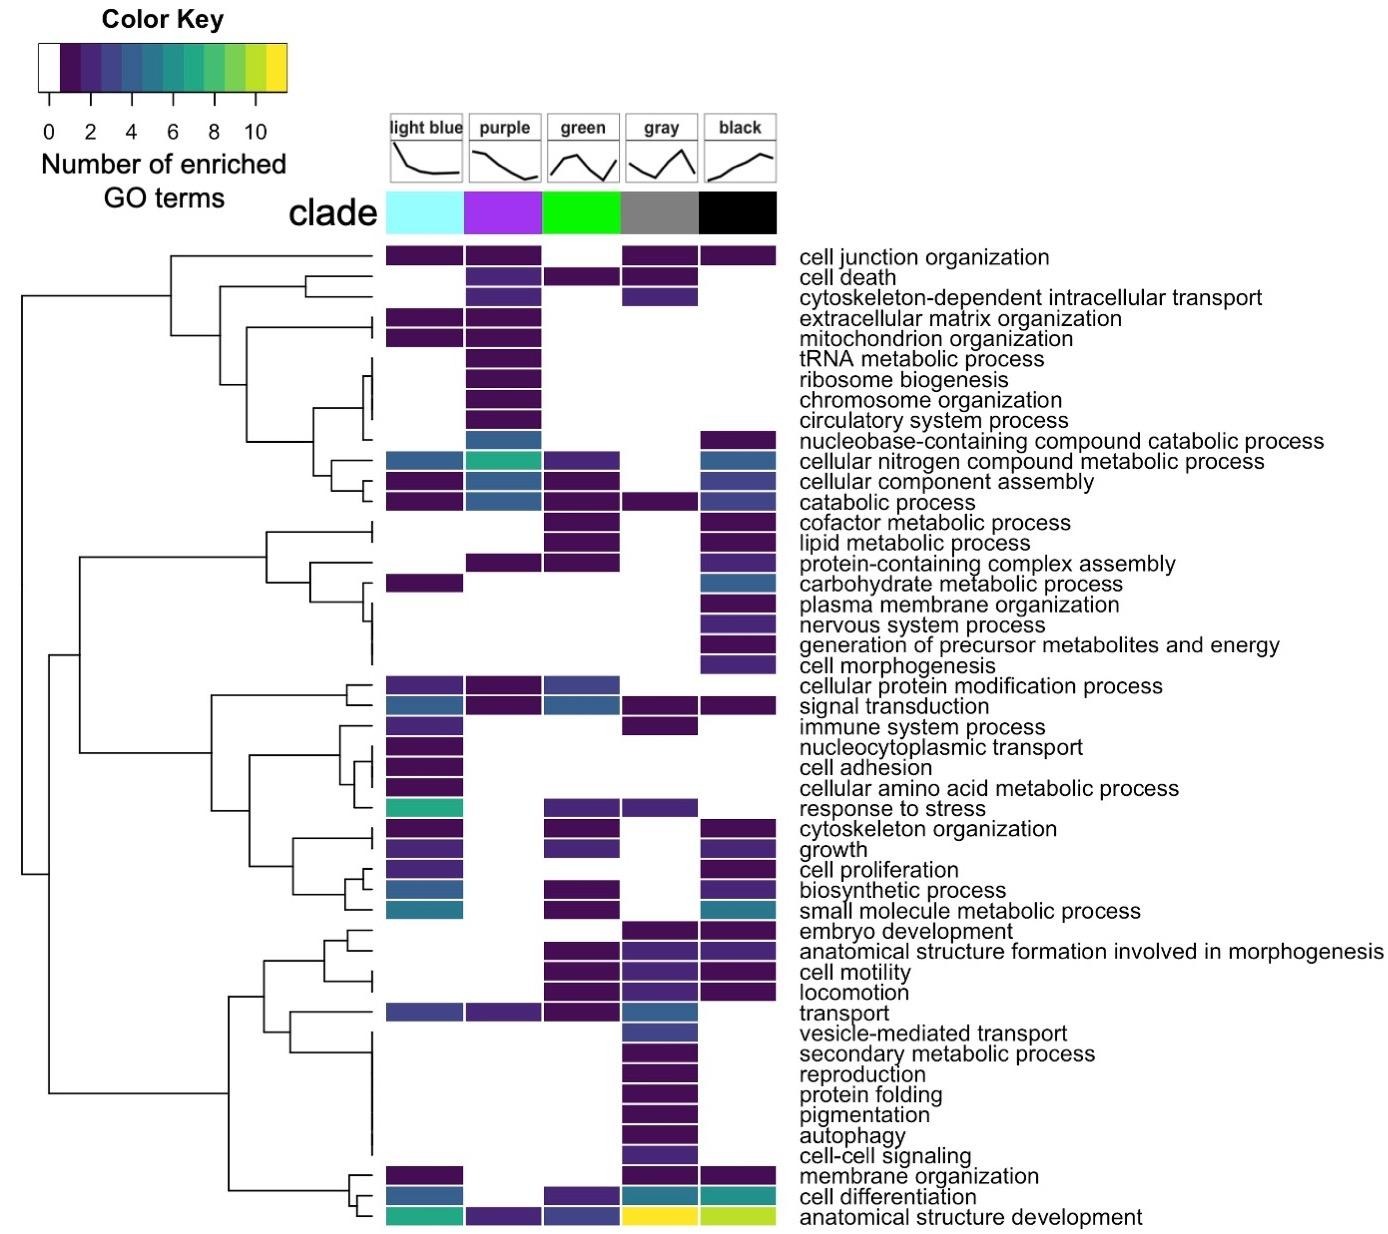 Color Key
0 2 4 6 8 10
Number of enriched
GO terms
light blue purple green gray black
clade
cell junction organization
cell death
cytoskeleton-dependent intracellular transport
extracellular matrix organization
mitochondrion organization
tRNA metabolic process
ribosome biogenesis
chromosome organization
circulatory system process
nucleobase-containing compound catabolic process
cellular nitrogen compound metabolic process
cellular component assembly
catabolic process
cofactor metabolic process
lipid metabolic process
protein-containing complex assembly
carbohydrate metabolic process
plasma membrane organization
nervous system process
generation of precursor metabolites and energy
cell morphogenesis
cellular protein modification process
signal transduction
immune system process
nucleocytoplasmic transport
cell adhesion
cellular amino acid metabolic process
response to stress
cytoskeleton organization
growth
cell proliferation
biosynthetic process
small molecule metabolic process
embryo development
anatomical structure formation involved in morphogenesis
cell motility
locomotion
transport
vesicle-mediated transport
secondary metabolic process
reproduction
protein folding
pigmentation
autophagy
cell-cell signaling
membrane organization
cell differentiation
anatomical structure development